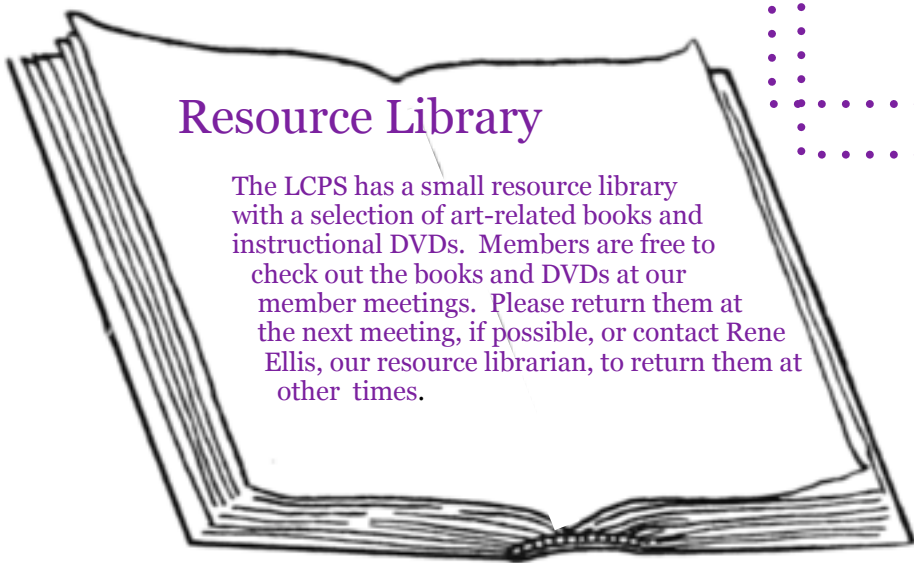 Resource Library
The LCPS has a small resource library
with a selection of art-related books and
instructional DVDs.  Members are free to
check out the books and DVDs at our
member meetings.  Please return them at
the next meeting, if possible, or contact Rene
Ellis, our resource librarian, to return them at
other  times.